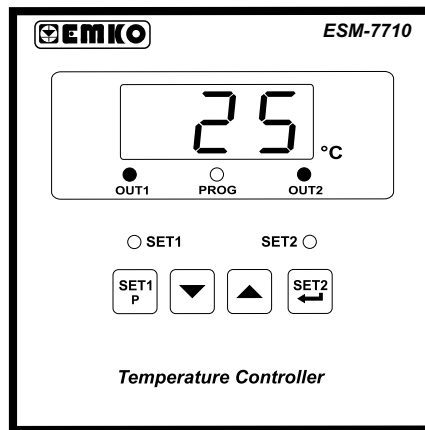 EMKO
ESM-7710
25
°C
OUT1 PROG OUT2
SET1 SET2
SET1
P
SET2
Temperature Controller